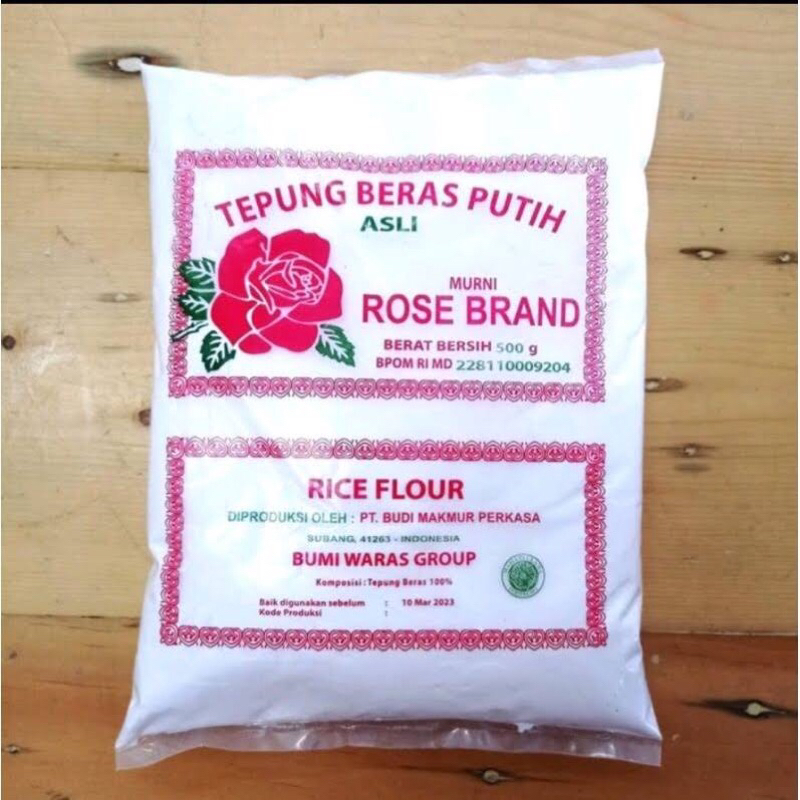 TEPUNG BERAS PUTIH
ASLI
MURNI
ROSE BRAND
BERAT BERSIH 500 g
BPOM RI MD 228110009204
RICE FLOUR
DIPRODUKSI OLEH : PT. BUDI MAKMUR PERKASA
SUBANG, 41263 - INDONESIA
BUMI WARAS GROUP
Komposisi : Tepung Beras 100%
Baik digunakan sebelum : 10 Mar 2023
Kode Produksi :